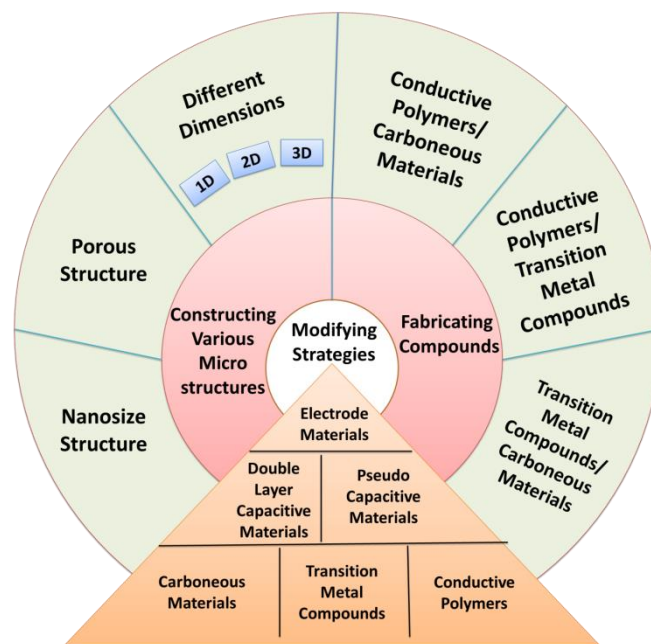 Different
Dimensions
1D
2D
3D
Conductive
Polymers/
Carboneous
Materials
Porous
Structure
Conductive
Polymers/
Transition
Metal
Compounds
Constructing
Various
Micro
structures
Modifying
Strategies
Fabricating
Compounds
Nanosize
Structure
Transition
Metal
Compounds/
Carboneous
Materials
Electrode
Materials
Double
Layer
Capacitive
Materials
Pseudo
Capacitive
Materials
Carboneous
Materials
Transition
Metal
Compounds
Conductive
Polymers